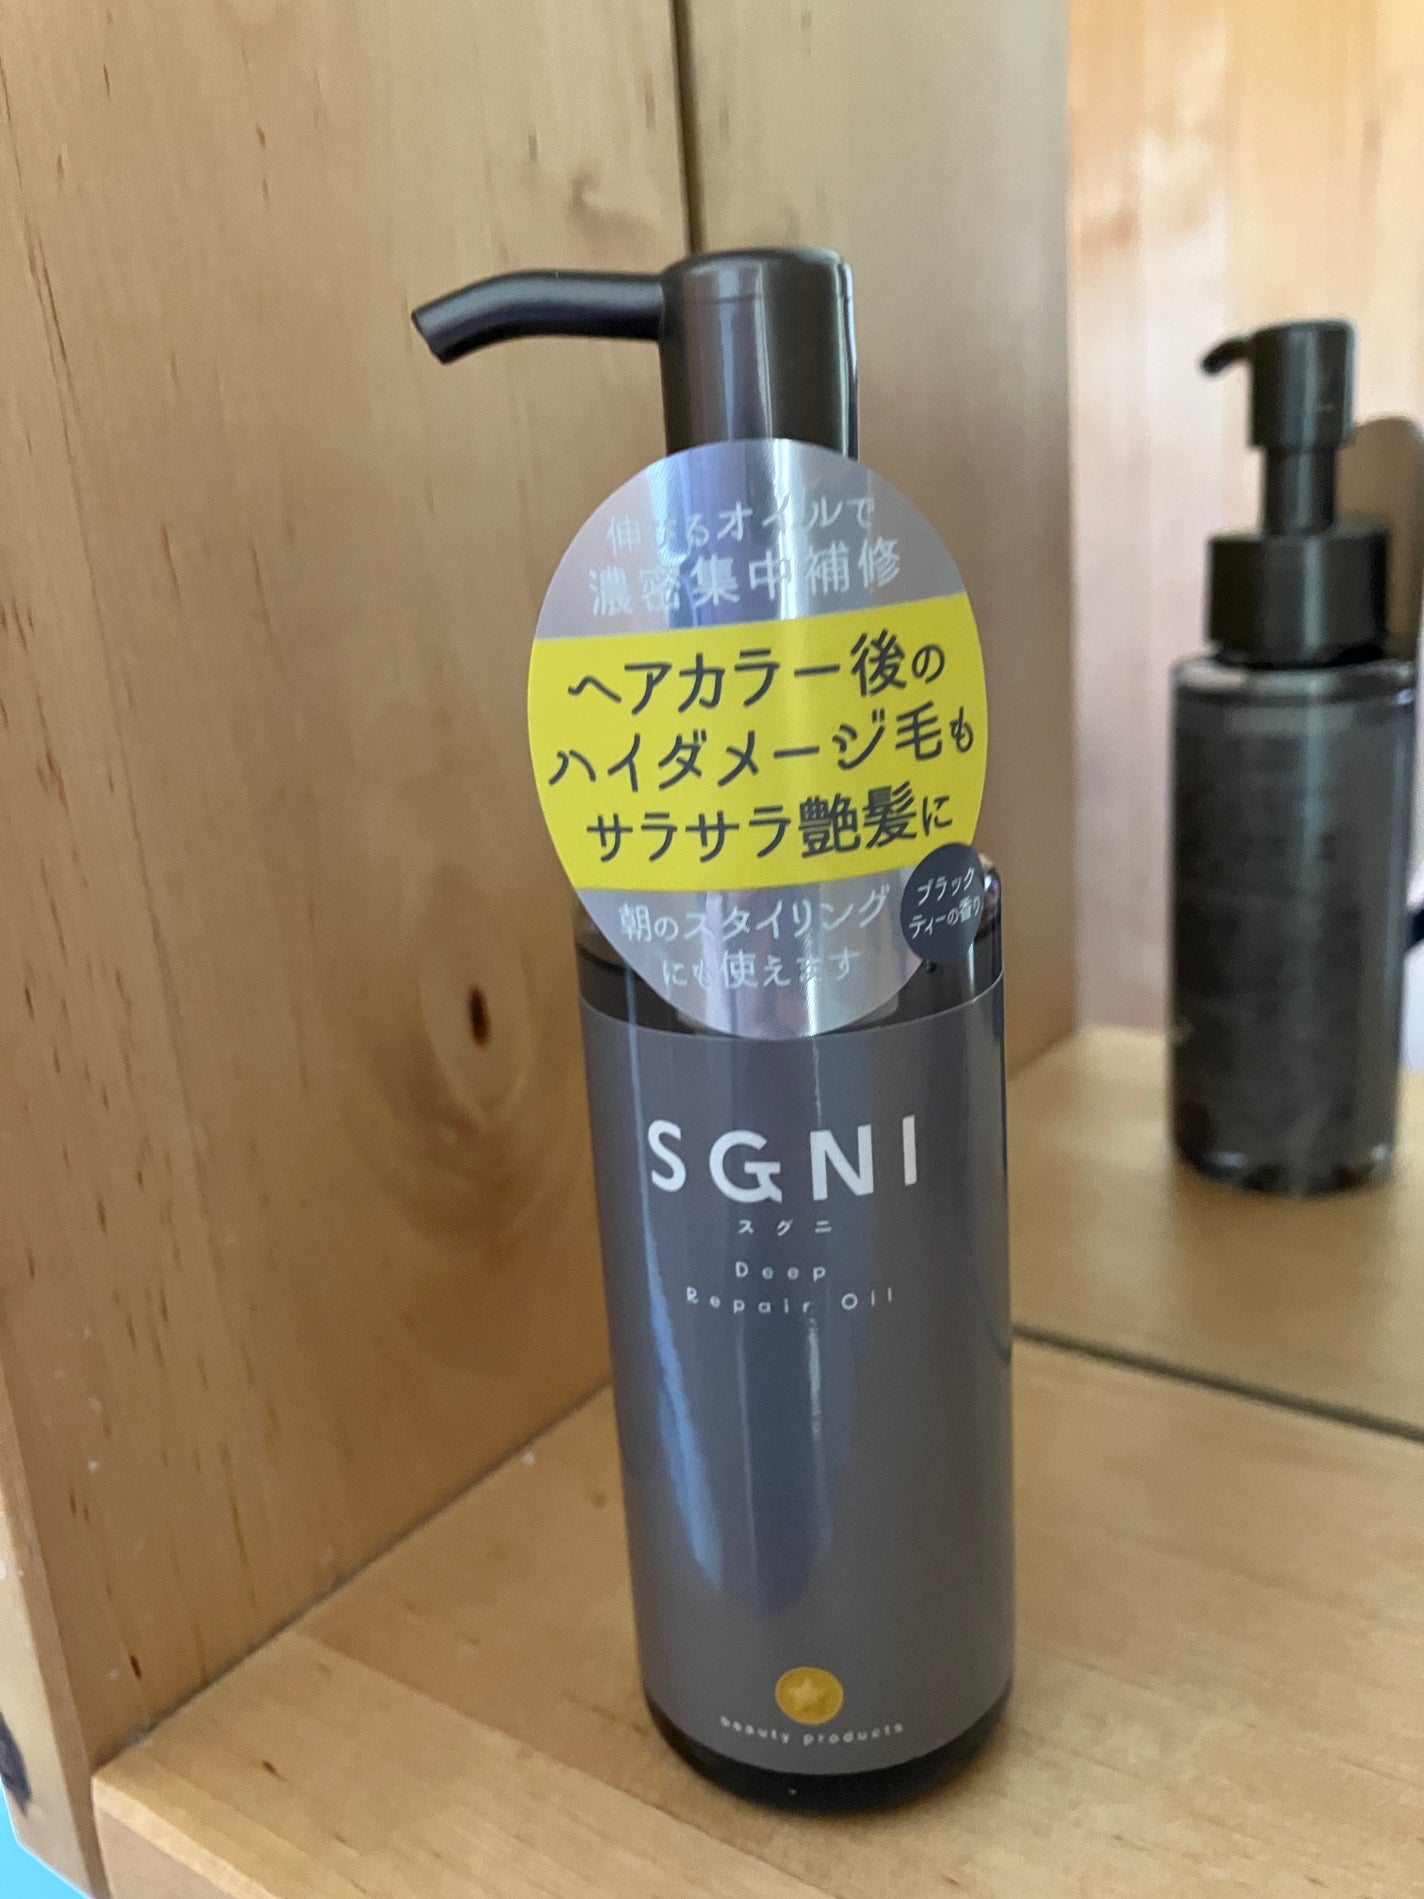 伸びるオイルで
濃密集中補修
ヘアカラー後の
ハイダメージ毛も
サラサラ艶髪に
朝のスタイリング
にも使えます
ブラック
ティーの香り
SGNI
スグニ
Deep
Repair Oil
beauty products